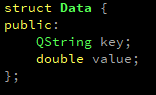 struct Data {
public:
    QString key;
    double value;
};